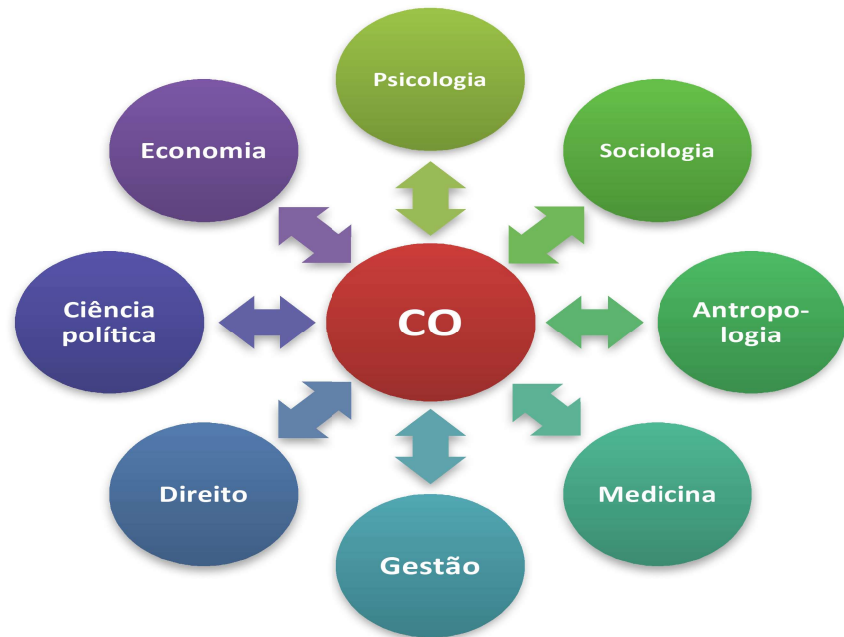 Psicologia
Economia
Sociologia
Ciência
política
CO
Antropo-
logia
Direito
Medicina
Gestão